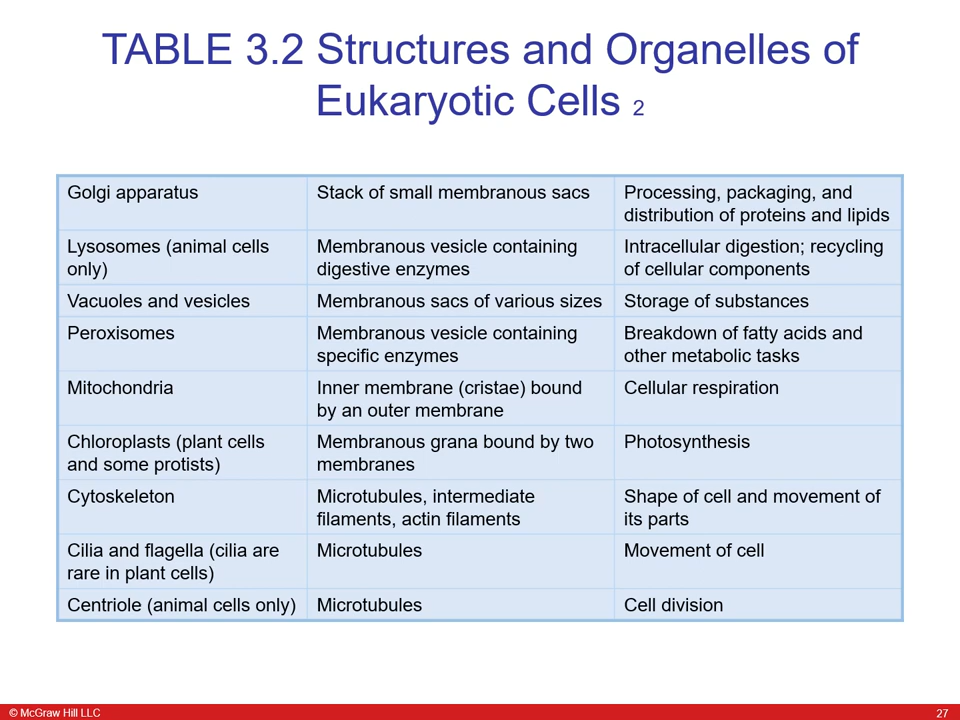 TABLE 3.2 Structures and Organelles of
Eukaryotic Cells 2
Golgi apparatus
Stack of small membranous sacs
Processing, packaging, and
distribution of proteins and lipids
Lysosomes (animal cells
only)
Membranous vesicle containing
digestive enzymes
Intracellular digestion; recycling
of cellular components
Vacuoles and vesicles
Membranous sacs of various sizes
Storage of substances
Peroxisomes
Membranous vesicle containing
specific enzymes
Breakdown of fatty acids and
other metabolic tasks
Mitochondria
Inner membrane (cristae) bound
by an outer membrane
Cellular respiration
Chloroplasts (plant cells
and some protists)
Membranous grana bound by two
membranes
Photosynthesis
Cytoskeleton
Microtubules, intermediate
filaments, actin filaments
Shape of cell and movement of
its parts
Cilia and flagella (cilia are
rare in plant cells)
Microtubules
Movement of cell
Centriole (animal cells only)
Microtubules
Cell division
© McGraw Hill LLC
27